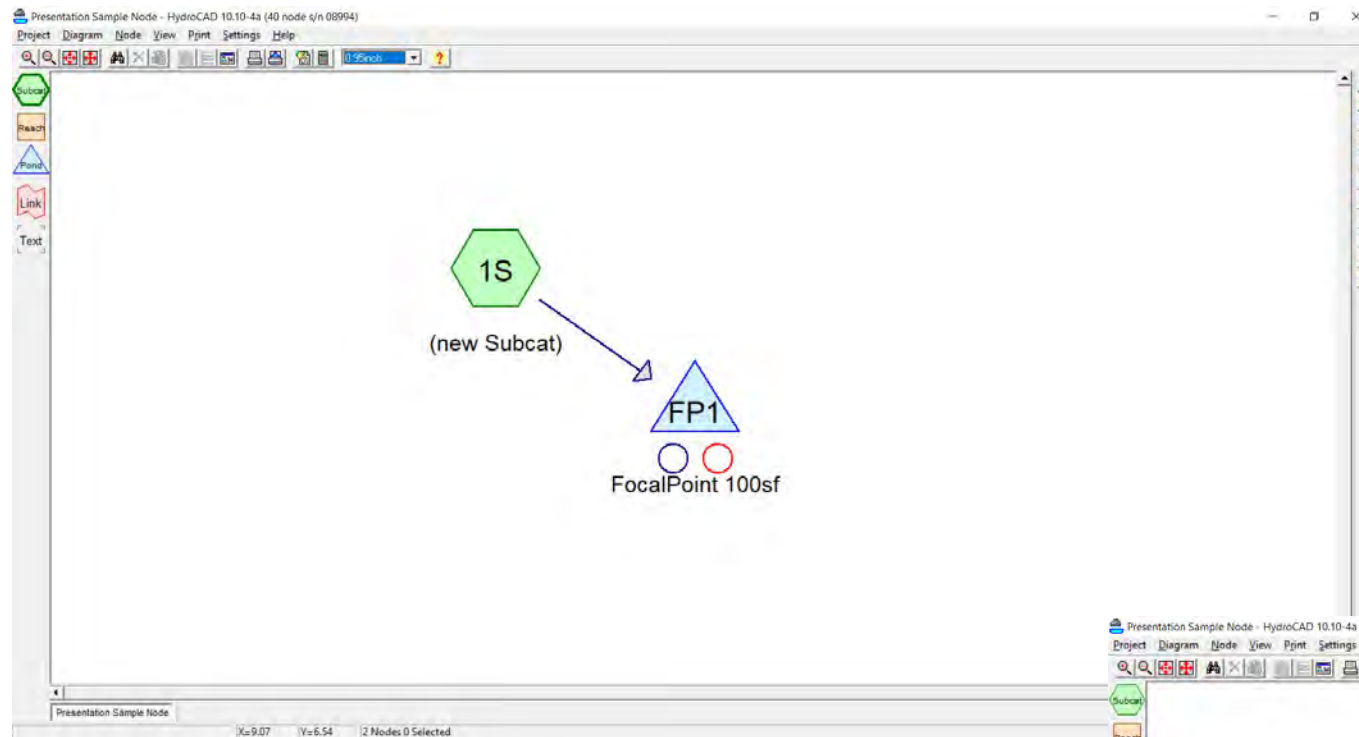 Presentation Sample Node - HydroCAD 10.10-4a (40 node s/n 08994)
Project Diagram Node View Print Settings Help
0.95inch
?
Subcat
Reach
Pond
Link
Text
1S
(new Subcat)
FP1
FocalPoint 100sf
Presentation Sample Node - HydroCAD 10.10-4a
Project Diagram Node View Print Settings
Subcat
Presentation Sample Node
X=9.07 Y=6.54 2 Nodes 0 Selected